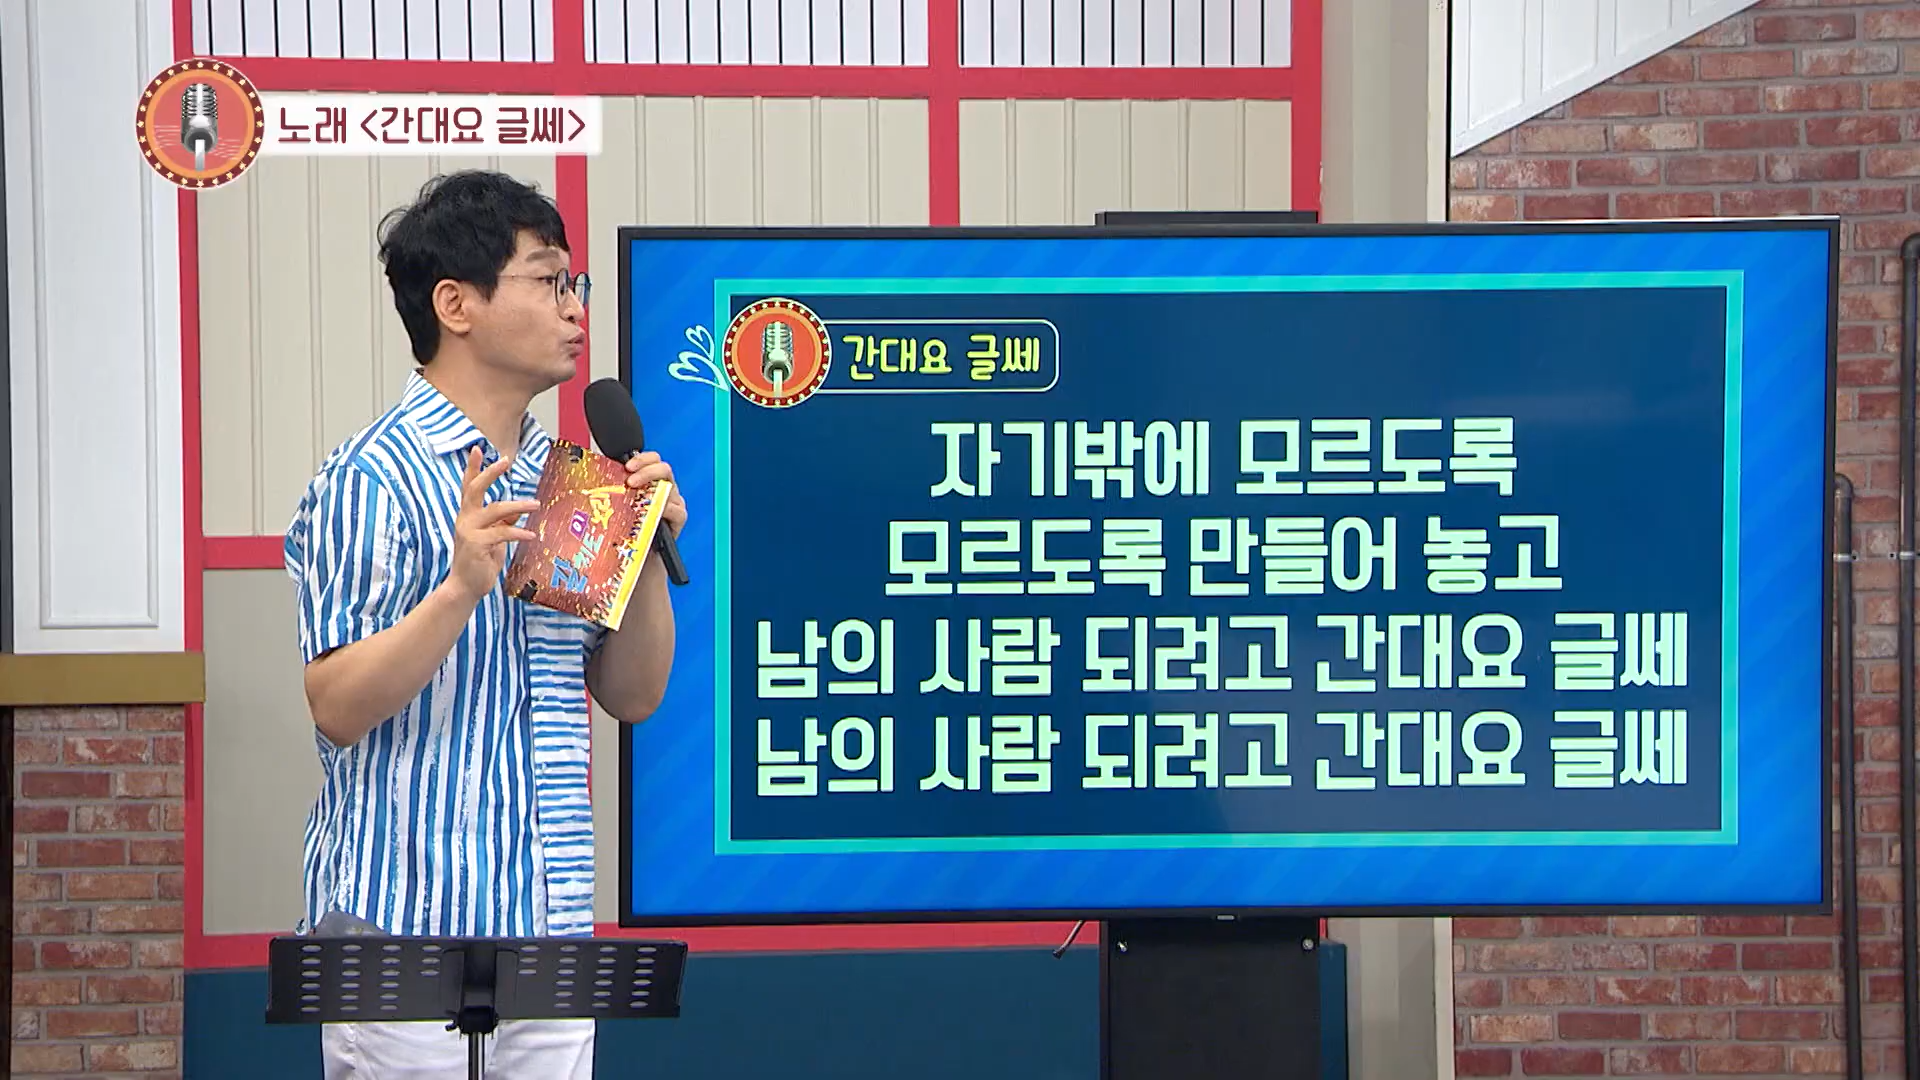 노래 <간대요 글쎄>
간대요 글쎄
자기밖에 모르도록
모르도록 만들어 놓고
남의 사람 되려고 간대요 글쎄
남의 사람 되려고 간대요 글쎄